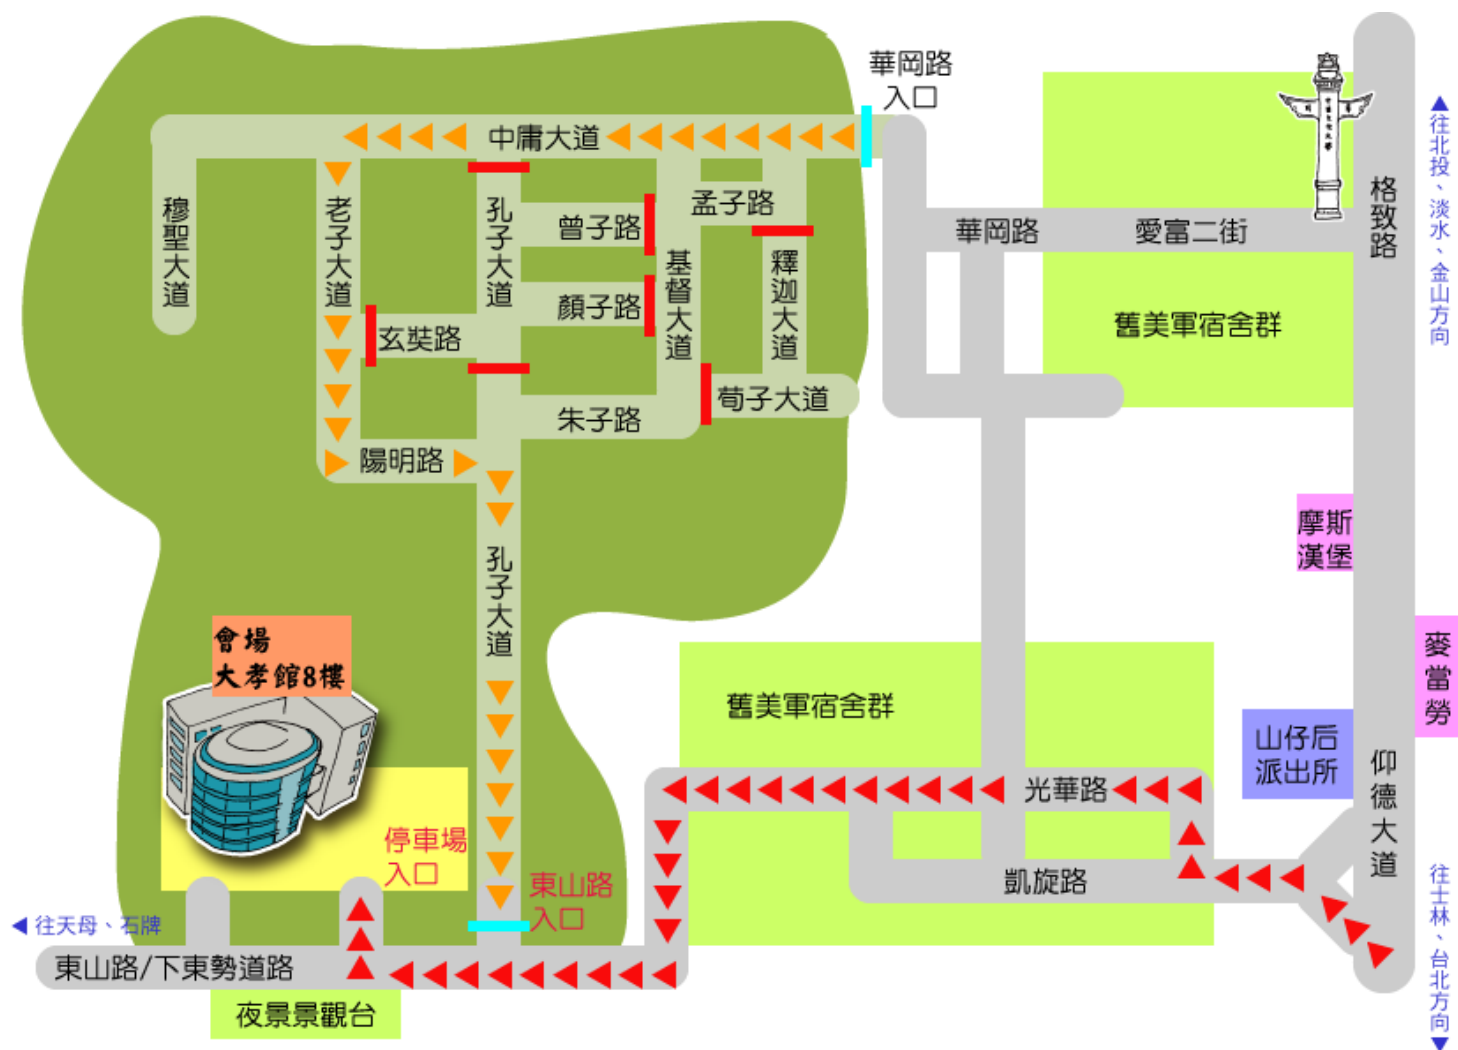 華岡路
入口
中庸大道
穆聖大道
老子大道
孔子大道
曾子路
孟子路
基督大道
釋迦大道
顏子路
玄奘路
朱子路
荀子大道
陽明路
孔子大道
華岡路
愛富二街
格致路
▲往北投、淡水、金山方向
舊美軍宿舍群
摩斯
漢堡
麥當勞
會場
大孝館8樓
舊美軍宿舍群
山仔后
派出所
仰德大道
光華路
凱旋路
停車場
入口
東山路
入口
◀往天母、石牌
往士林、台北方向▼
東山路/下東勢道路
夜景景觀台